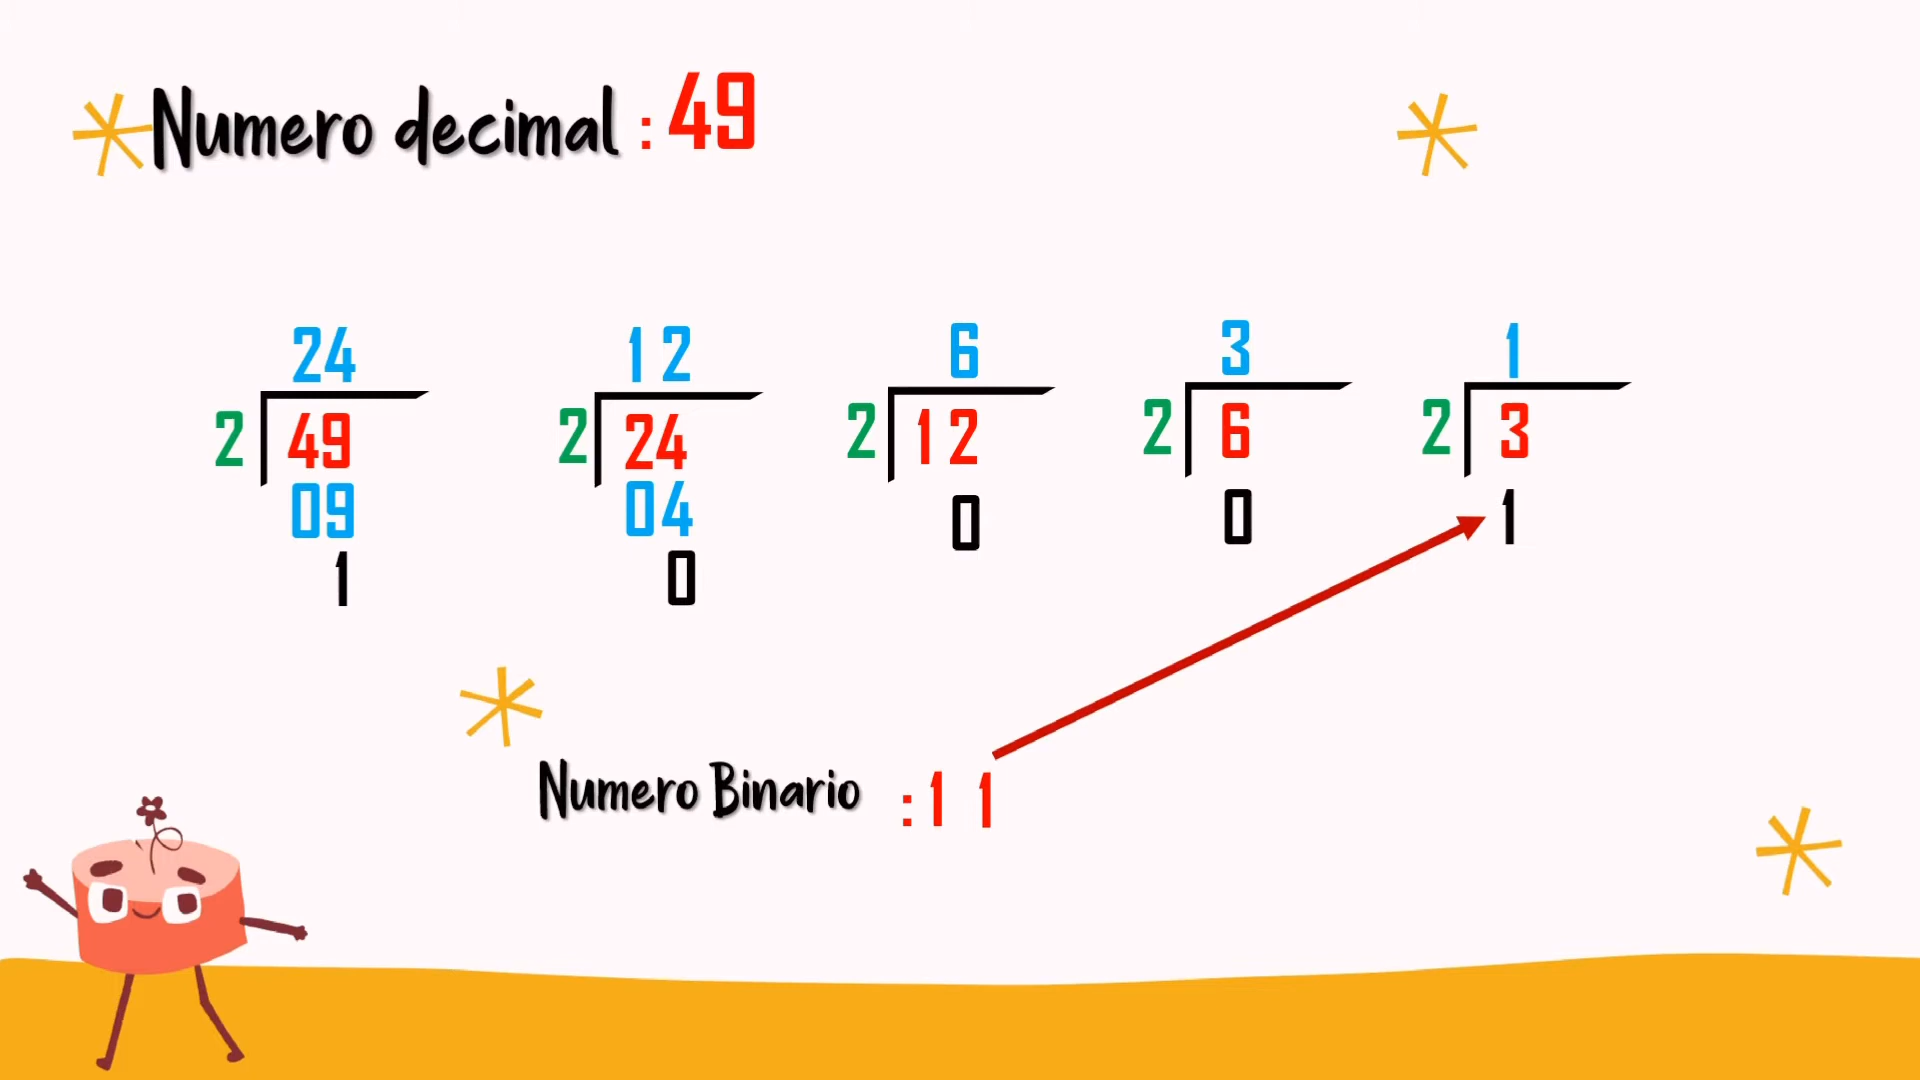 Numero decimal : 49
24 12 6 3 1
2 49 2 24 2 12 2 6 2 3
09 04 0 0 1
1 0
Numero Binario : 1 1